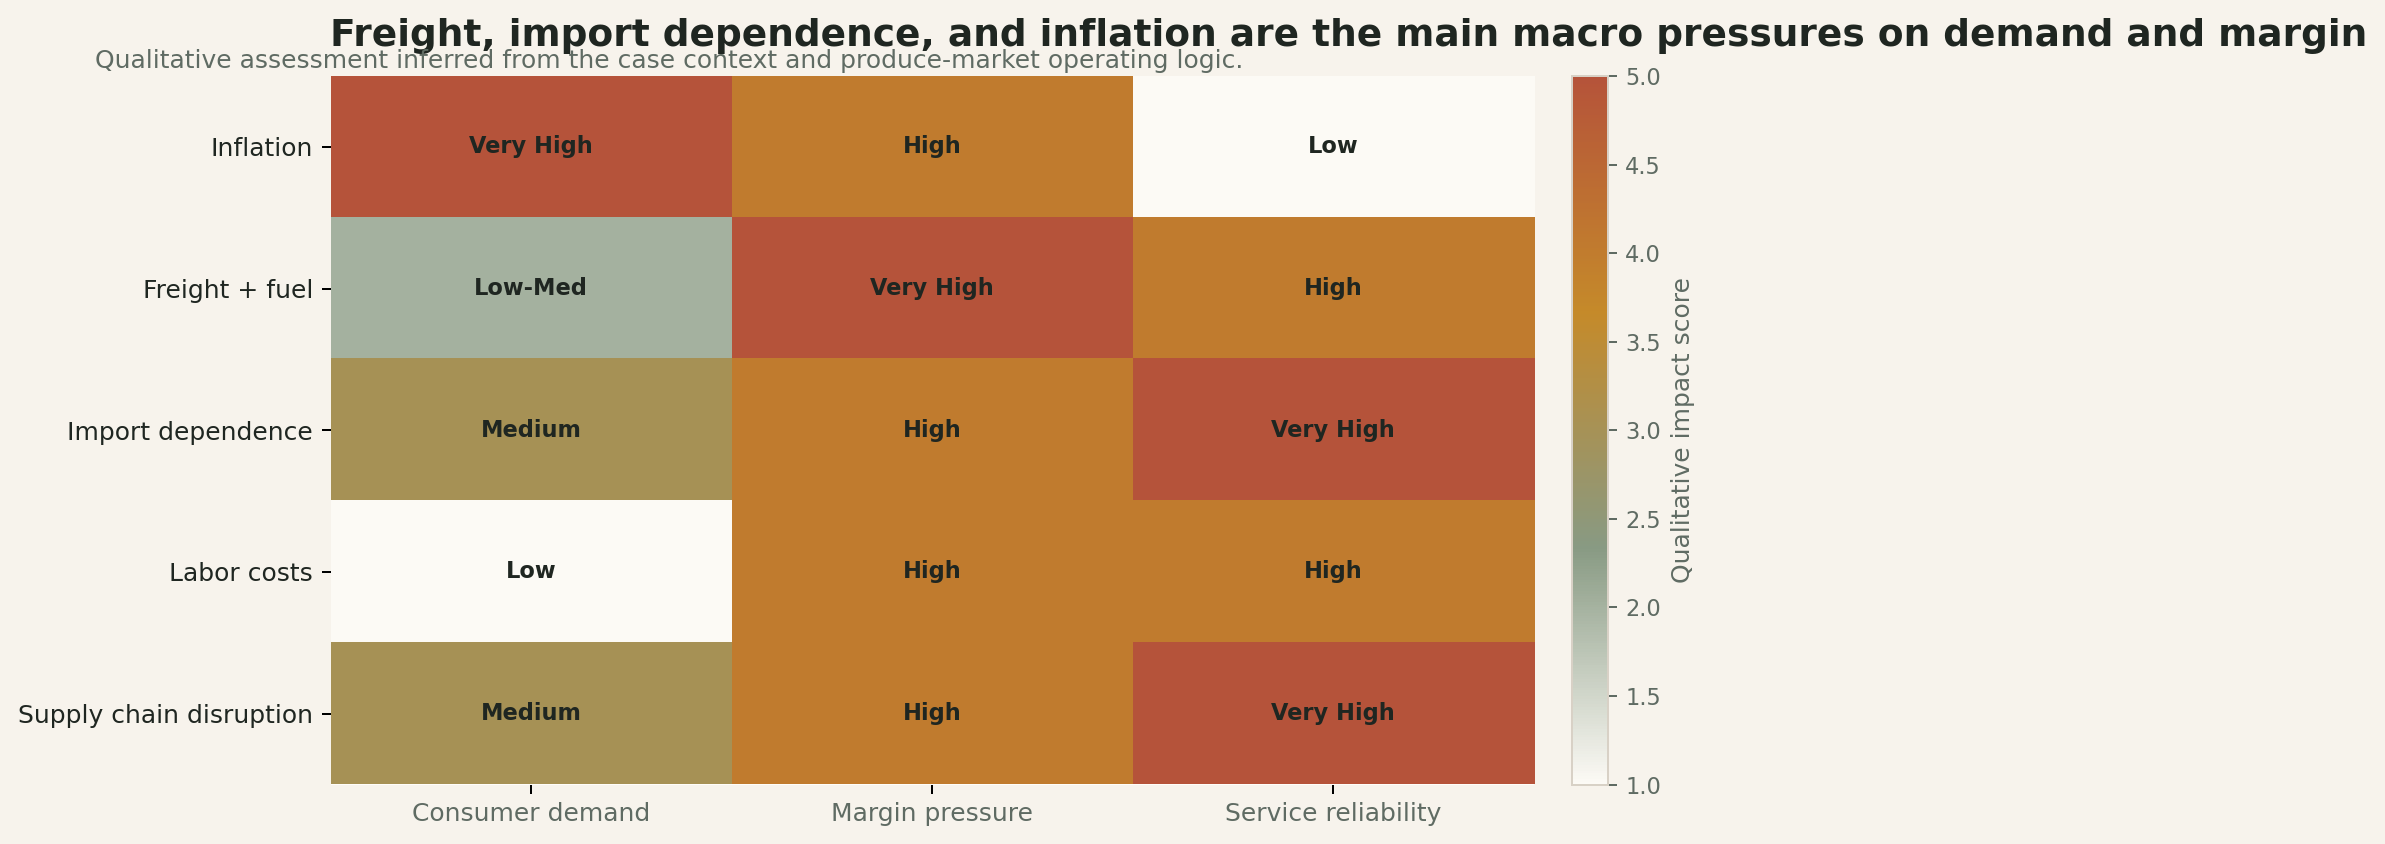 Freight, import dependence, and inflation are the main macro pressures on demand and margin
Qualitative assessment inferred from the case context and produce-market operating logic.
Inflation
Very High
High
Low
Freight + fuel
Low-Med
Very High
High
Import dependence
Medium
High
Very High
Labor costs
Low
High
High
Supply chain disruption
Medium
High
Very High
Consumer demand
Margin pressure
Service reliability
5.0
4.5
4.0
3.5
3.0
2.5
2.0
1.5
1.0
Qualitative impact score